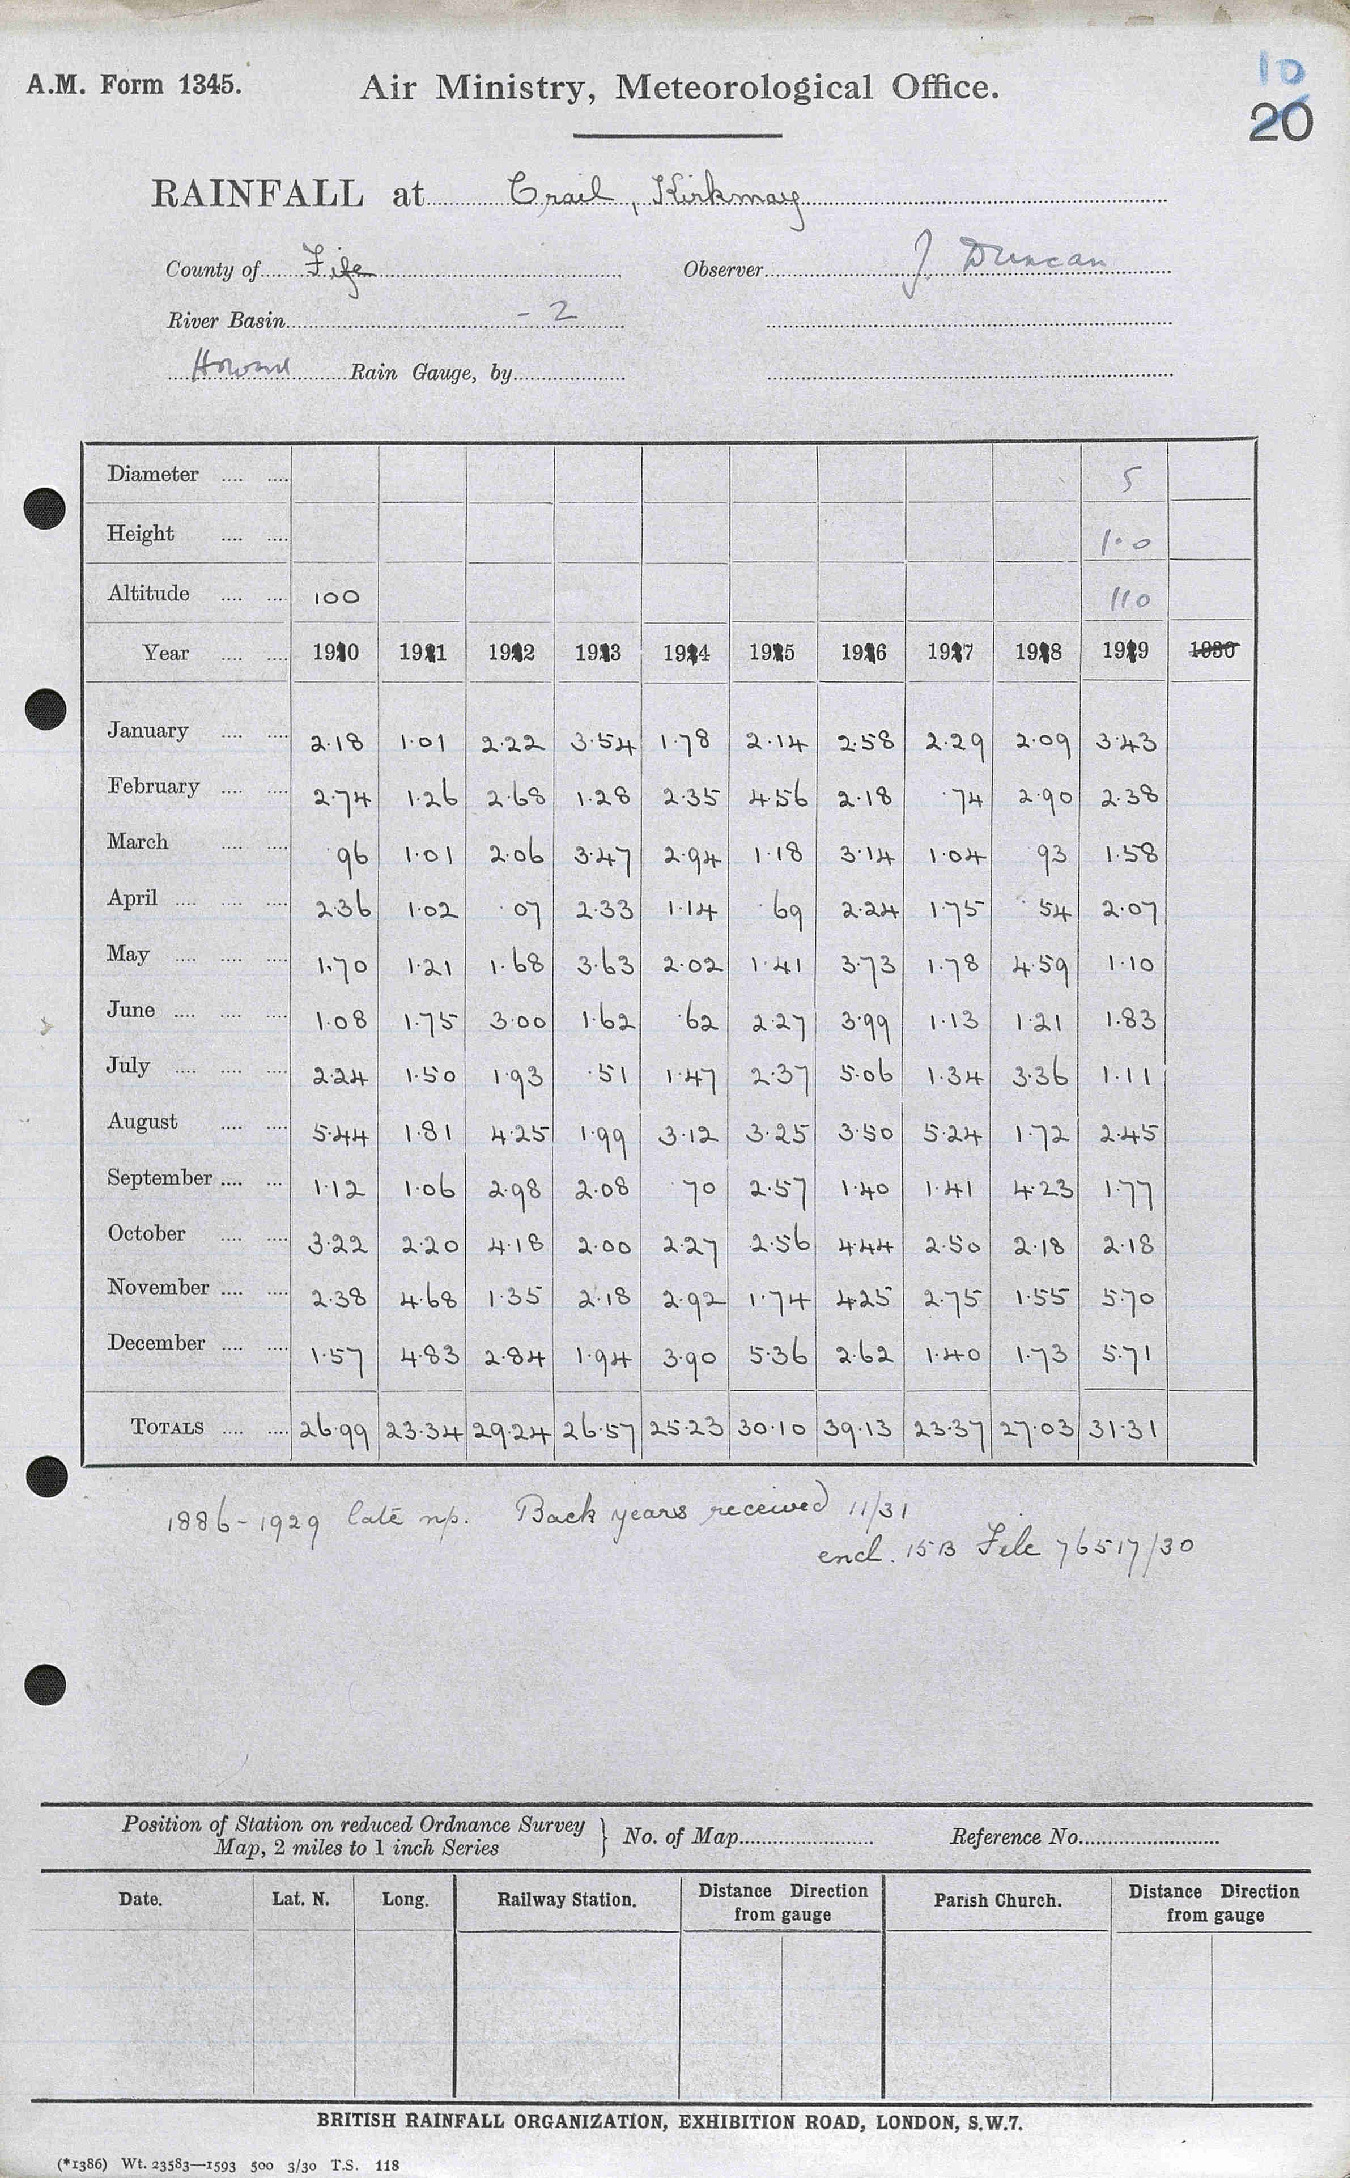 A.M. Form 1345.
Air Ministry, Meteorological Office.
10
20
RAINFALL at Crail, Kirkmay
County of Fife Observer J. Duncan
River Basin - 2
Howard Rain Gauge, by
Diameter 5
Height 1·0
Altitude 100 110
Year 1910 1911 1912 1913 1914 1915 1916 1917 1918 1919 1930
January 2·18 1·01 2·22 3·54 1·78 2·14 2·58 2·29 2·09 3·43
February 2·74 1·26 2·68 1·28 2·35 4·56 2·18 ·74 2·90 2·38
March ·96 1·01 2·06 3·47 2·94 1·18 3·14 1·04 ·93 1·58
April 2·36 1·02 ·07 2·33 1·14 ·69 2·24 1·75 ·54 2·07
May 1·70 1·21 1·68 3·63 2·02 1·41 3·73 1·78 4·59 1·10
June 1·08 1·75 3·00 1·62 ·62 2·27 3·99 1·13 1·21 1·83
July 2·24 1·50 1·93 ·51 1·47 2·37 5·06 1·34 3·36 1·11
August 5·44 1·81 4·25 1·99 3·12 3·25 3·50 5·24 1·72 2·45
September 1·12 1·06 2·98 2·08 ·70 2·57 1·40 1·41 4·23 1·77
October 3·22 2·20 4·18 2·00 2·27 2·56 4·44 2·50 2·18 2·18
November 2·38 4·68 1·35 2·18 2·92 1·74 4·25 2·75 1·55 5·70
December 1·57 4·83 2·84 1·94 3·90 5·36 2·62 1·40 1·73 5·71
TOTALS 26·99 23·34 29·24 26·57 25·23 30·10 39·13 23·37 27·03 31·31
1886-1929 late np. Back years received 11/31
encl. 15B File 76517/30
Position of Station on reduced Ordnance Survey
Map, 2 miles to 1 inch Series } No. of Map Reference No.
Date. Lat. N. Long. Railway Station. Distance Direction from gauge Parish Church. Distance Direction from gauge
BRITISH RAINFALL ORGANIZATION, EXHIBITION ROAD, LONDON, S.W.7.
(*1386) Wt. 23583—1593 500 3/30 T.S. 118